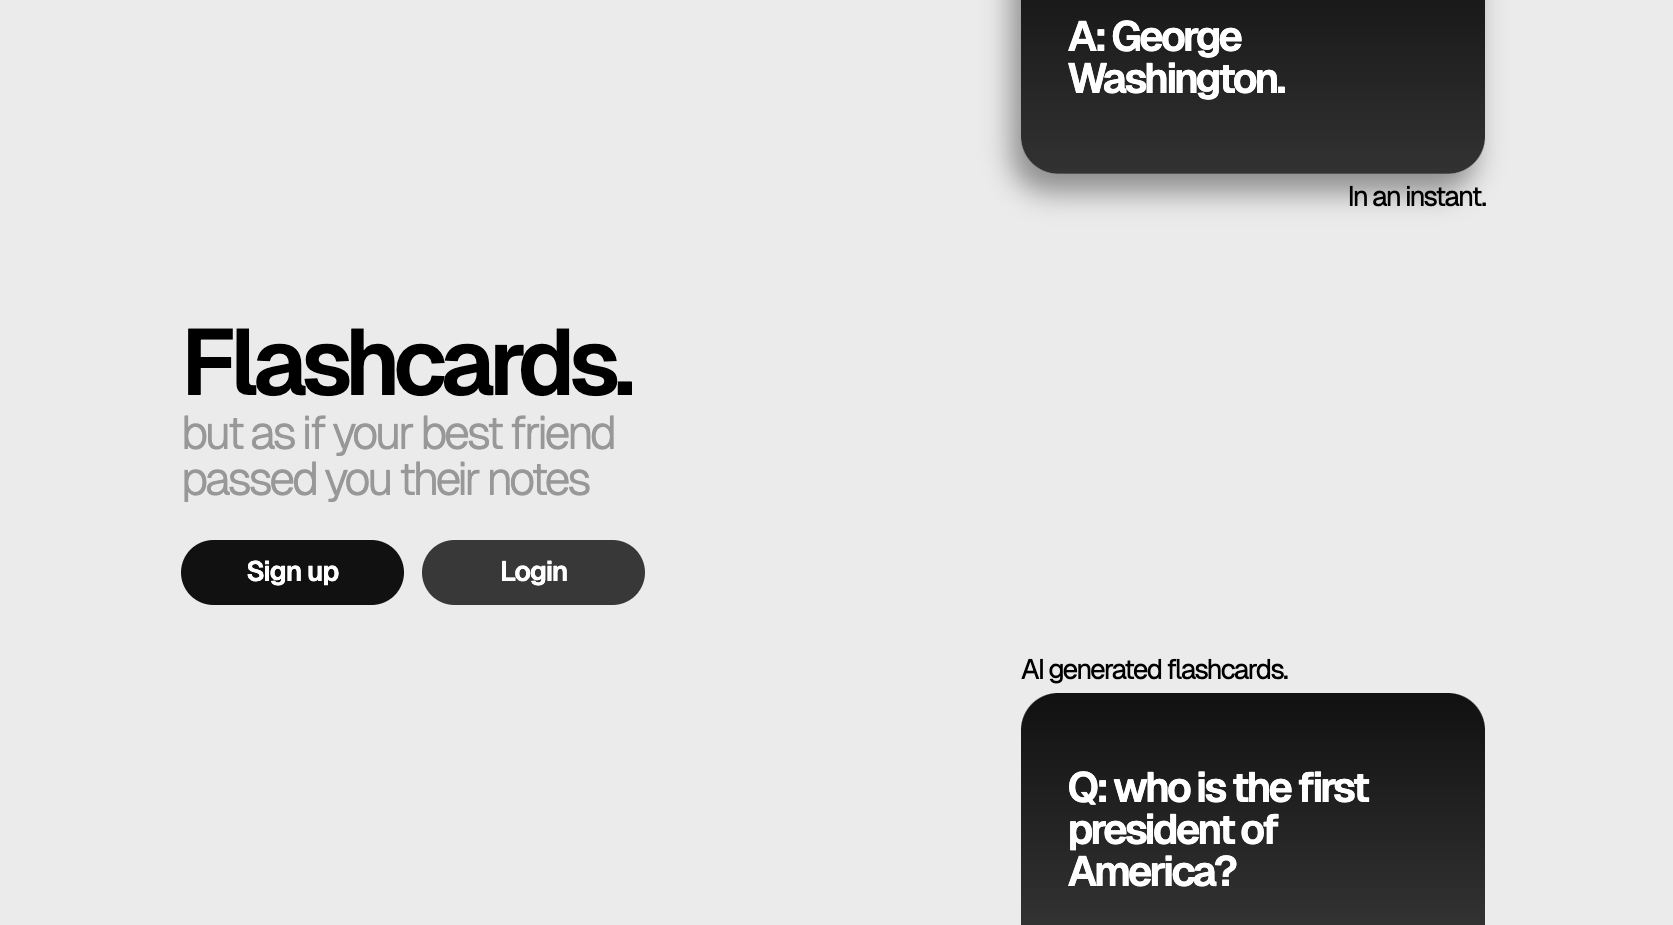 A: George
Washington.
In an instant.
Flashcards.
but as if your best friend
passed you their notes
Sign up
Login
AI generated flashcards.
Q: who is the first
president of
America?